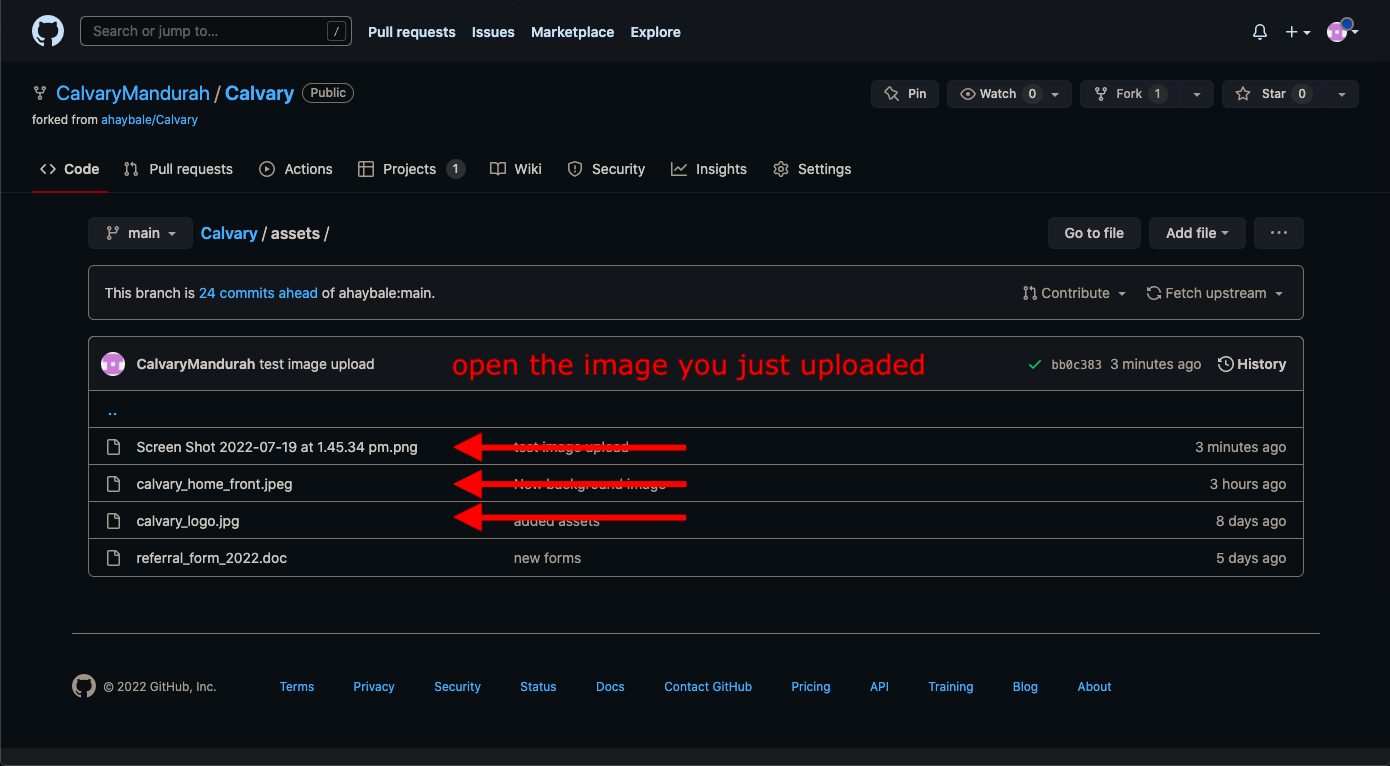 Search or jump to... /
Pull requests Issues Marketplace Explore
CalvaryMandurah / Calvary Public
Pin Watch 0 Fork 1 Star 0
forked from ahaybale/Calvary
Code Pull requests Actions Projects 1 Wiki Security Insights Settings
main Calvary / assets / Go to file Add file ...
This branch is 24 commits ahead of ahaybale:main. Contribute Fetch upstream
CalvaryMandurah test image upload open the image you just uploaded bb0c383 3 minutes ago History
..
Screen Shot 2022-07-19 at 1.45.34 pm.png test image upload 3 minutes ago
calvary_home_front.jpeg New background image 3 hours ago
calvary_logo.jpg added assets 8 days ago
referral_form_2022.doc new forms 5 days ago
© 2022 GitHub, Inc. Terms Privacy Security Status Docs Contact GitHub Pricing API Training Blog About